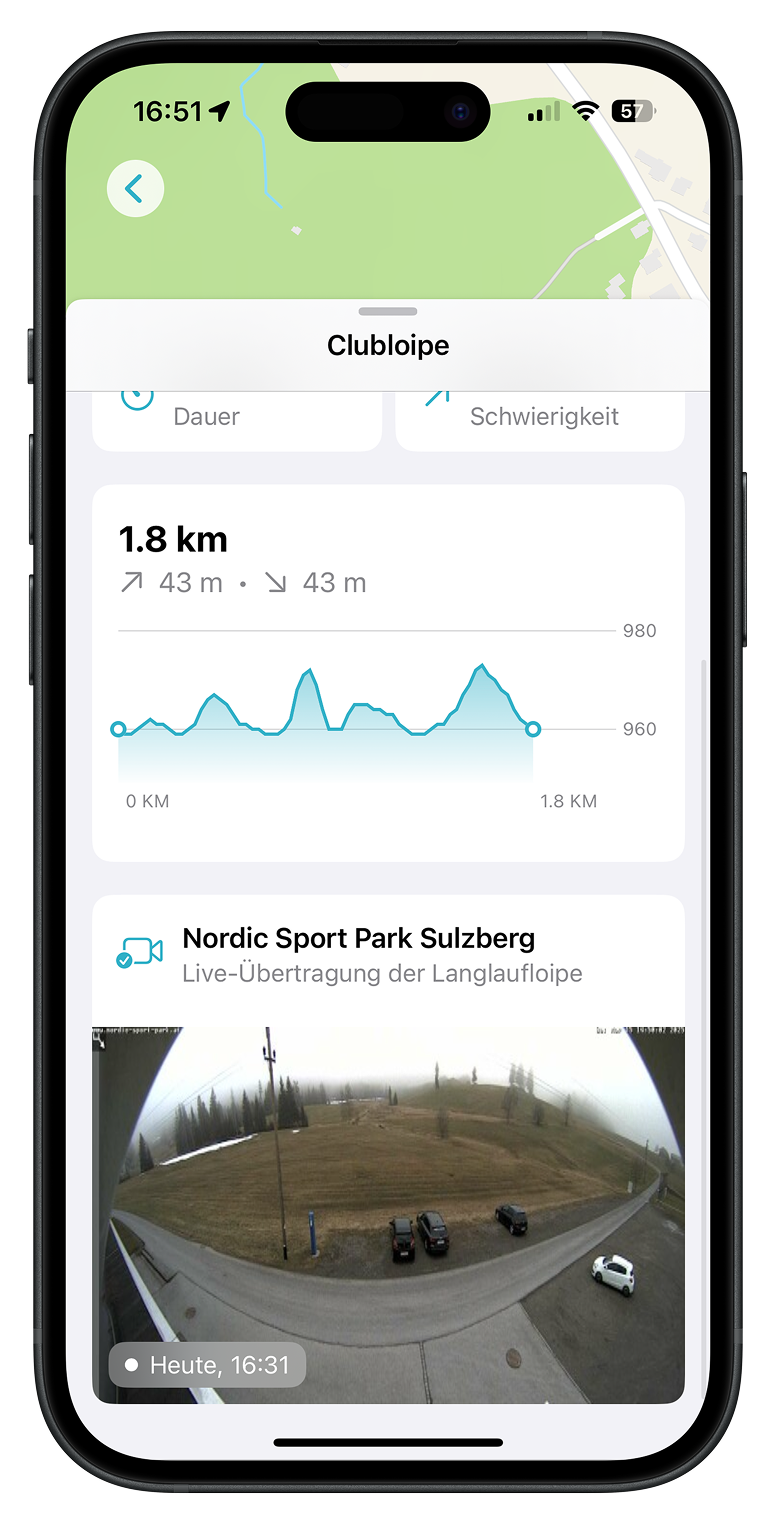 16:51
57
Clubloipe
Dauer
Schwierigkeit
1.8 km
43 m • 43 m
980
960
0 KM
1.8 KM
Nordic Sport Park Sulzberg
Live-Übertragung der Langlaufloipe
Heute, 16:31